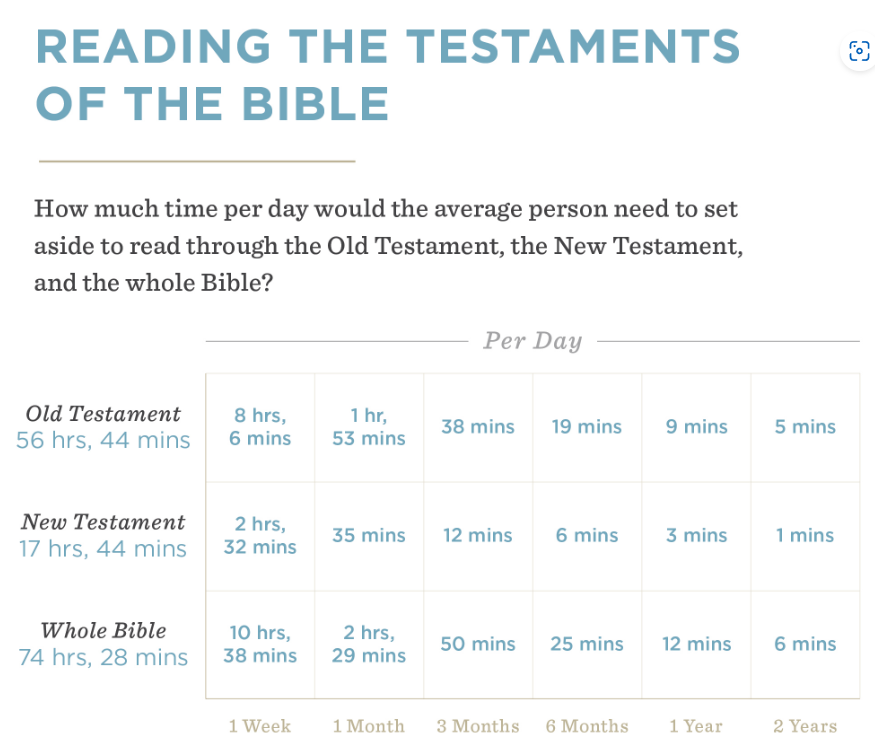 READING THE TESTAMENTS
OF THE BIBLE
How much time per day would the average person need to set
aside to read through the Old Testament, the New Testament,
and the whole Bible?
Per Day
Old Testament
56 hrs, 44 mins
8 hrs,
6 mins
1 hr,
53 mins
38 mins
19 mins
9 mins
5 mins
New Testament
17 hrs, 44 mins
2 hrs,
32 mins
35 mins
12 mins
6 mins
3 mins
1 mins
Whole Bible
74 hrs, 28 mins
10 hrs,
38 mins
2 hrs,
29 mins
50 mins
25 mins
12 mins
6 mins
1 Week
1 Month
3 Months
6 Months
1 Year
2 Years